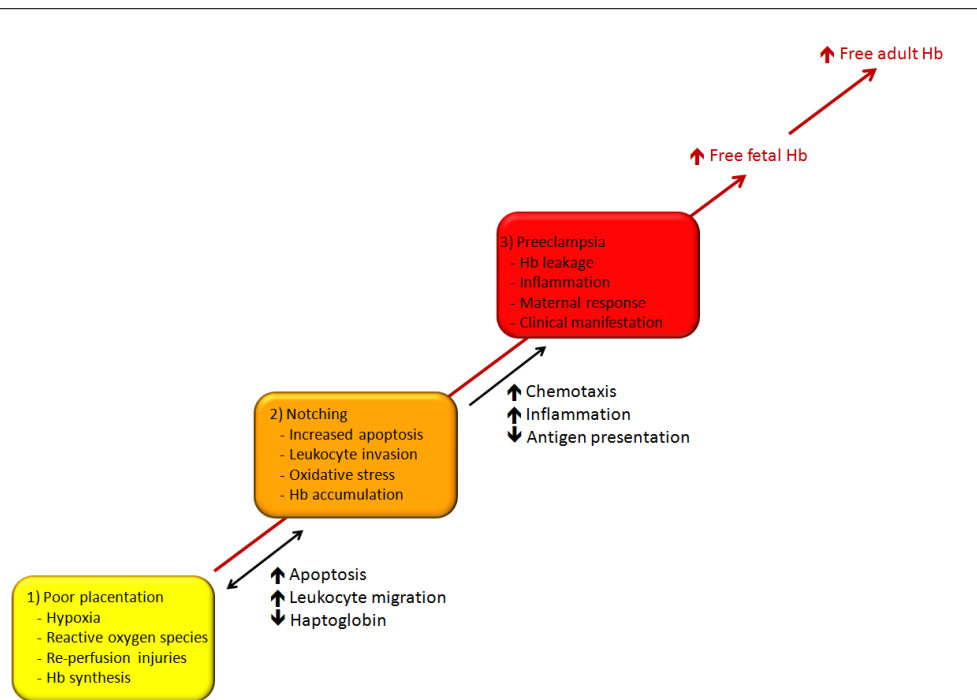 ↑ Free adult Hb
↑ Free fetal Hb
3) Preeclampsia
- Hb leakage
- Inflammation
- Maternal response
- Clinical manifestation
↑ Chemotaxis
↑ Inflammation
↓ Antigen presentation
2) Notching
- Increased apoptosis
- Leukocyte invasion
- Oxidative stress
- Hb accumulation
↑ Apoptosis
↑ Leukocyte migration
↓ Haptoglobin
1) Poor placentation
- Hypoxia
- Reactive oxygen species
- Re-perfusion injuries
- Hb synthesis